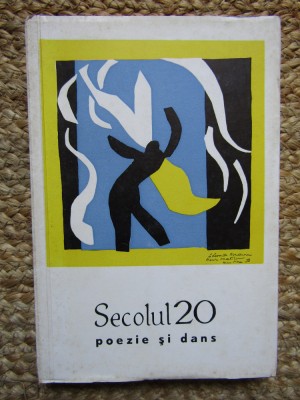 Secolul 20
poezie şi dans